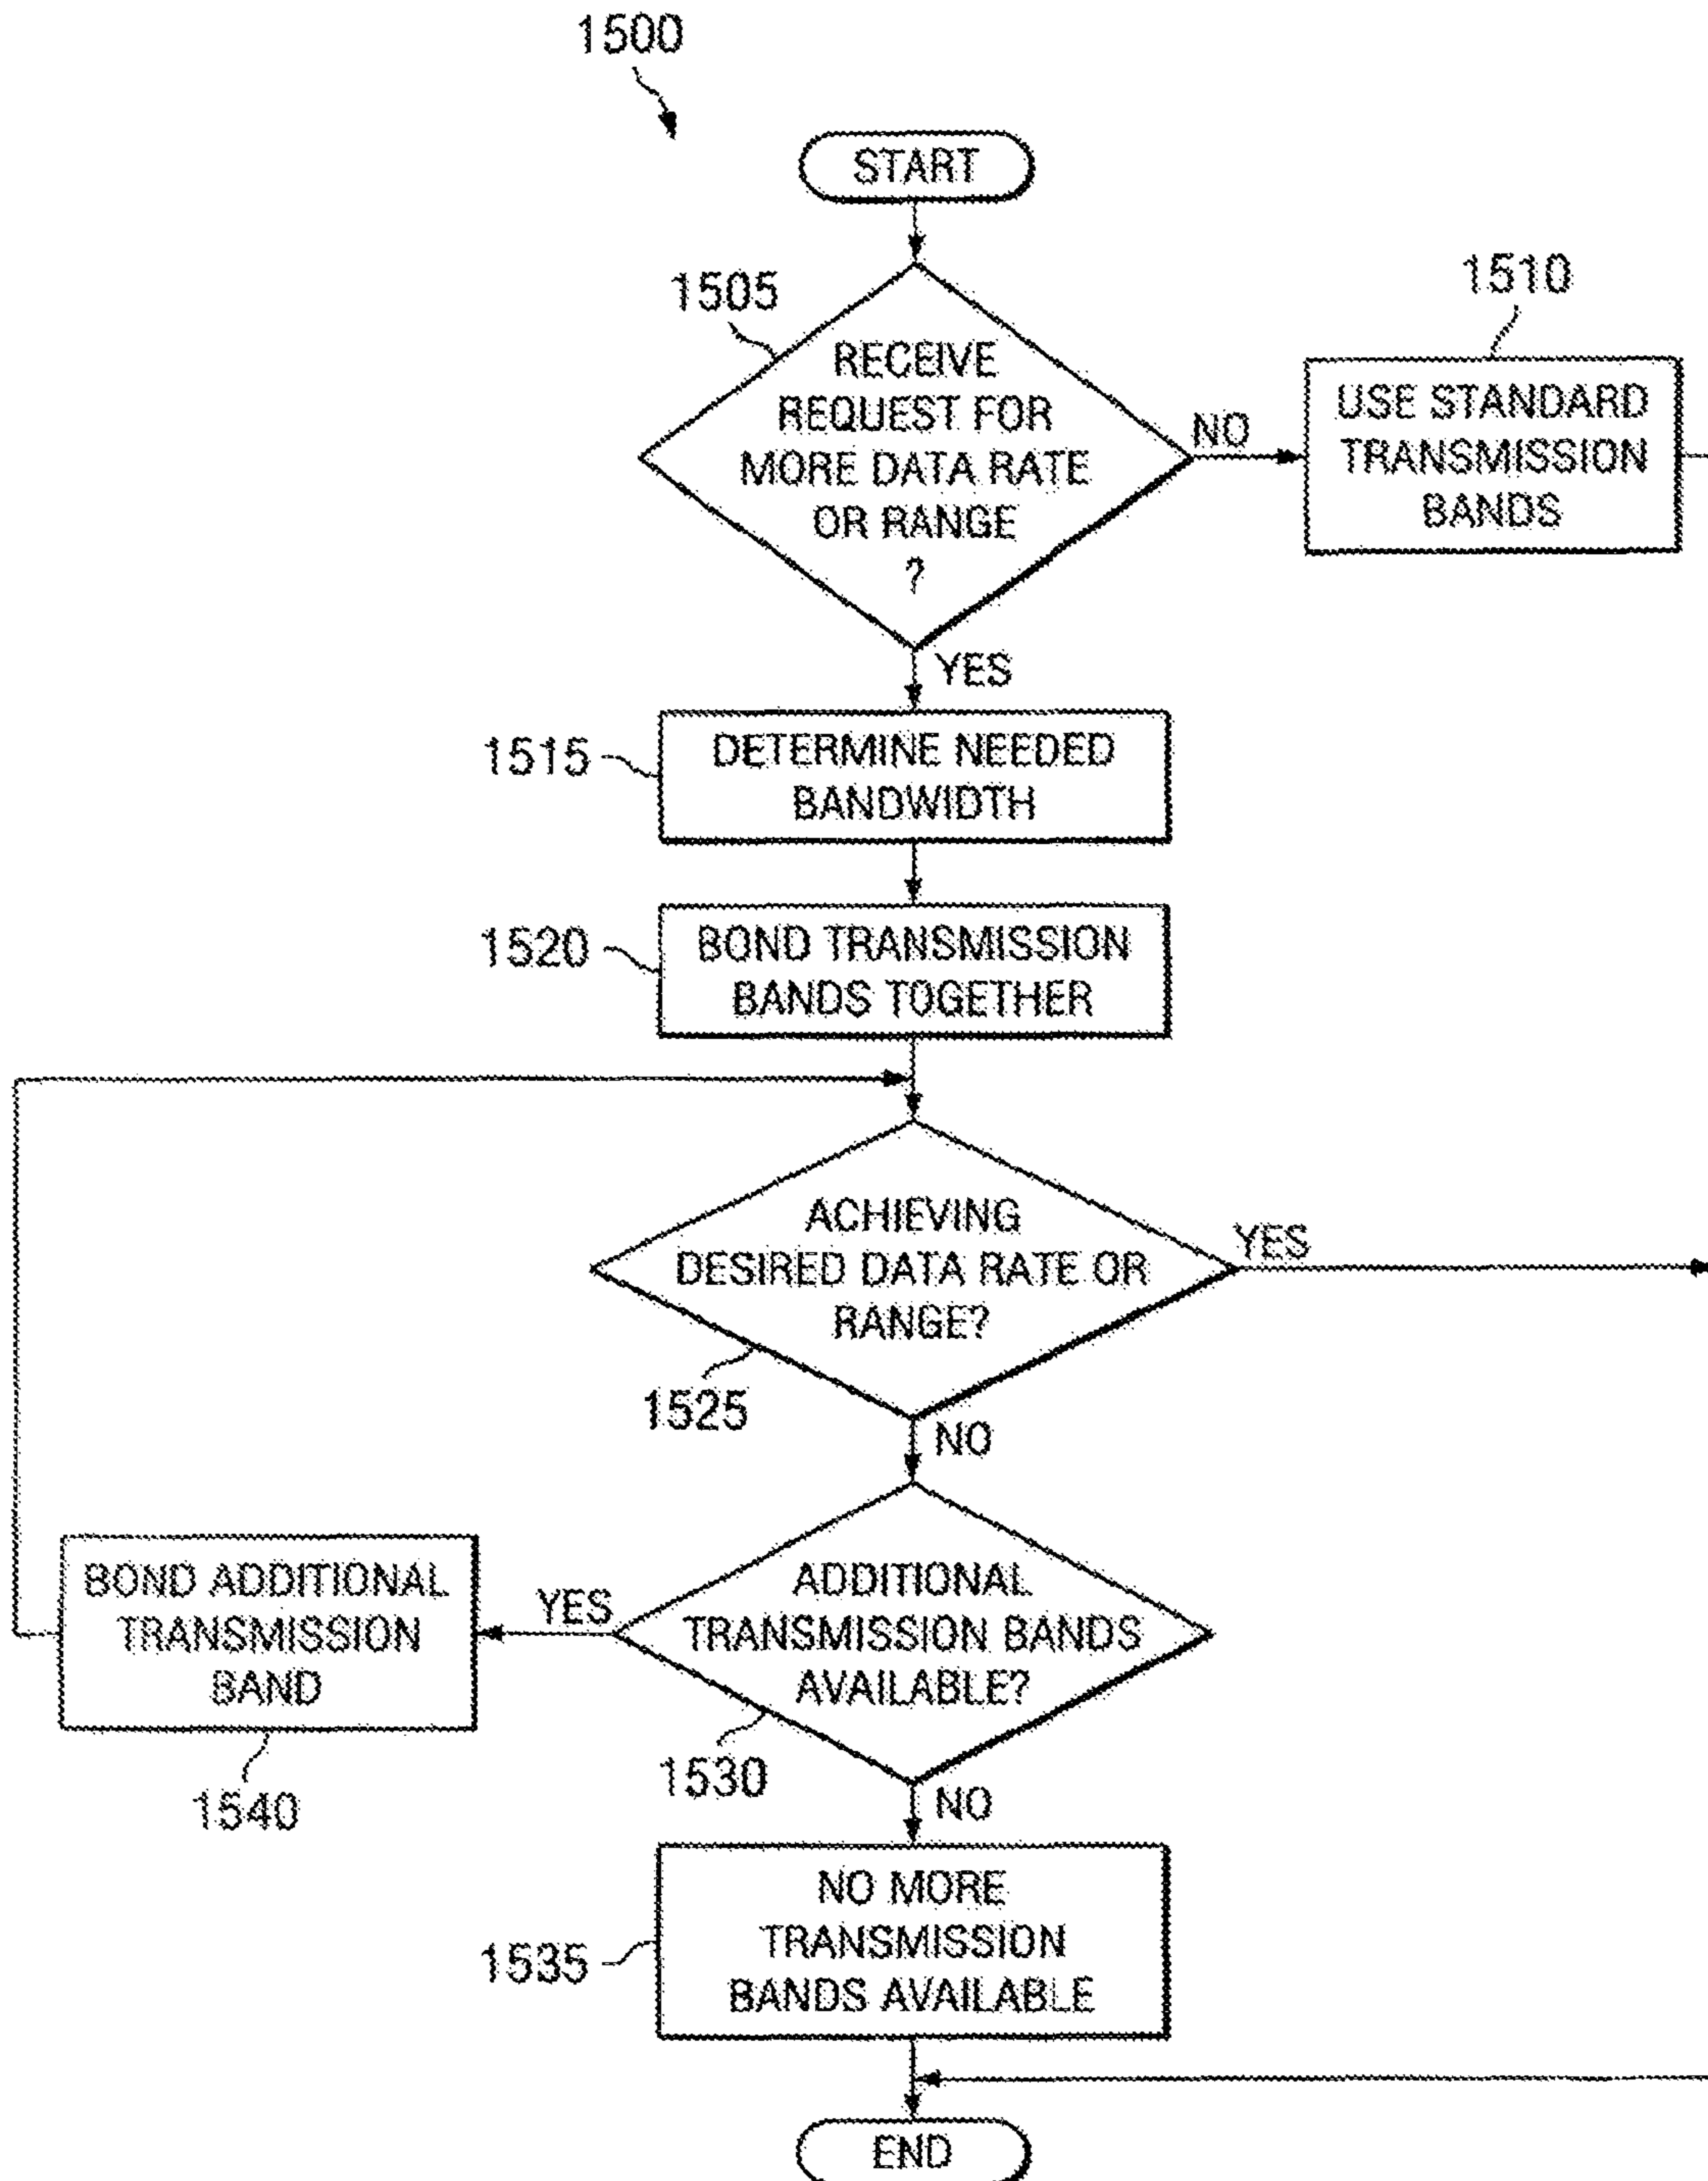 1500
START
1505
RECEIVE
REQUEST FOR
MORE DATA RATE
OR RANGE
?
NO
1510
USE STANDARD
TRANSMISSION
BANDS
YES
1515
DETERMINE NEEDED
BANDWIDTH
1520
BOND TRANSMISSION
BANDS TOGETHER
ACHIEVING
DESIRED DATA RATE OR
RANGE?
YES
1525
NO
ADDITIONAL
TRANSMISSION BANDS
AVAILABLE?
YES
BOND ADDITIONAL
TRANSMISSION
BAND
1540
1530
NO
NO MORE
TRANSMISSION
BANDS AVAILABLE
1535
END